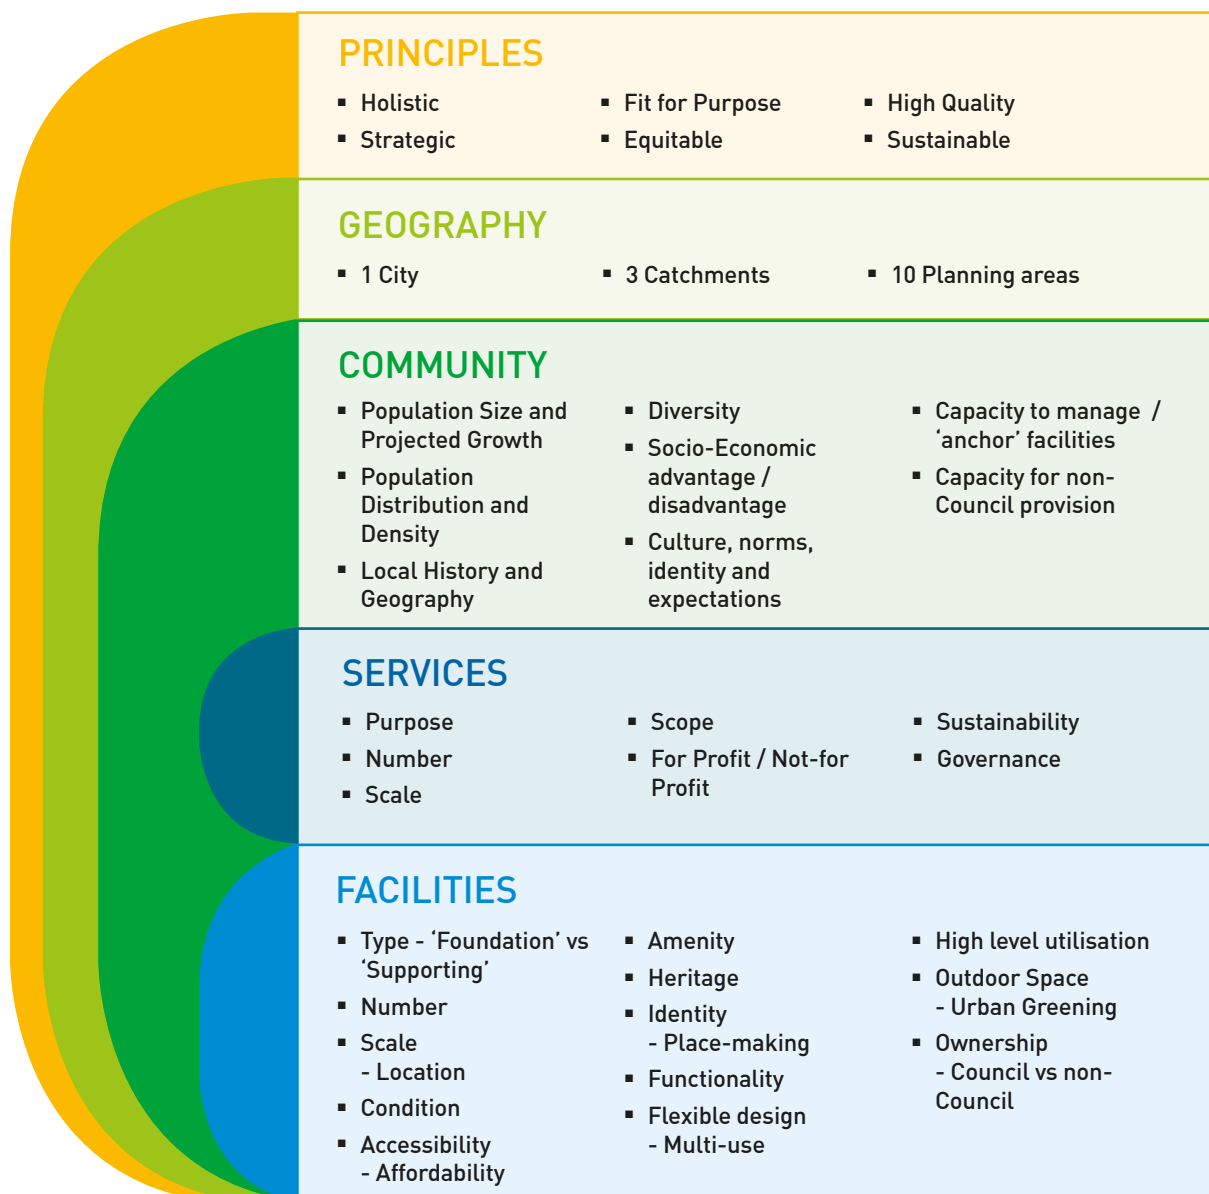 PRINCIPLES
▪ Holistic
▪ Strategic
▪ Fit for Purpose
▪ Equitable
▪ High Quality
▪ Sustainable
GEOGRAPHY
▪ 1 City
▪ 3 Catchments
▪ 10 Planning areas
COMMUNITY
▪ Population Size and
Projected Growth
▪ Population
Distribution and
Density
▪ Local History and
Geography
▪ Diversity
▪ Socio-Economic
advantage /
disadvantage
▪ Culture, norms,
identity and
expectations
▪ Capacity to manage /
‘anchor’ facilities
▪ Capacity for non-
Council provision
SERVICES
▪ Purpose
▪ Number
▪ Scale
▪ Scope
▪ For Profit / Not-for
Profit
▪ Sustainability
▪ Governance
FACILITIES
▪ Type - ‘Foundation’ vs
‘Supporting’
▪ Number
▪ Scale
- Location
▪ Condition
▪ Accessibility
- Affordability
▪ Amenity
▪ Heritage
▪ Identity
- Place-making
▪ Functionality
▪ Flexible design
- Multi-use
▪ High level utilisation
▪ Outdoor Space
- Urban Greening
▪ Ownership
- Council vs non-
Council